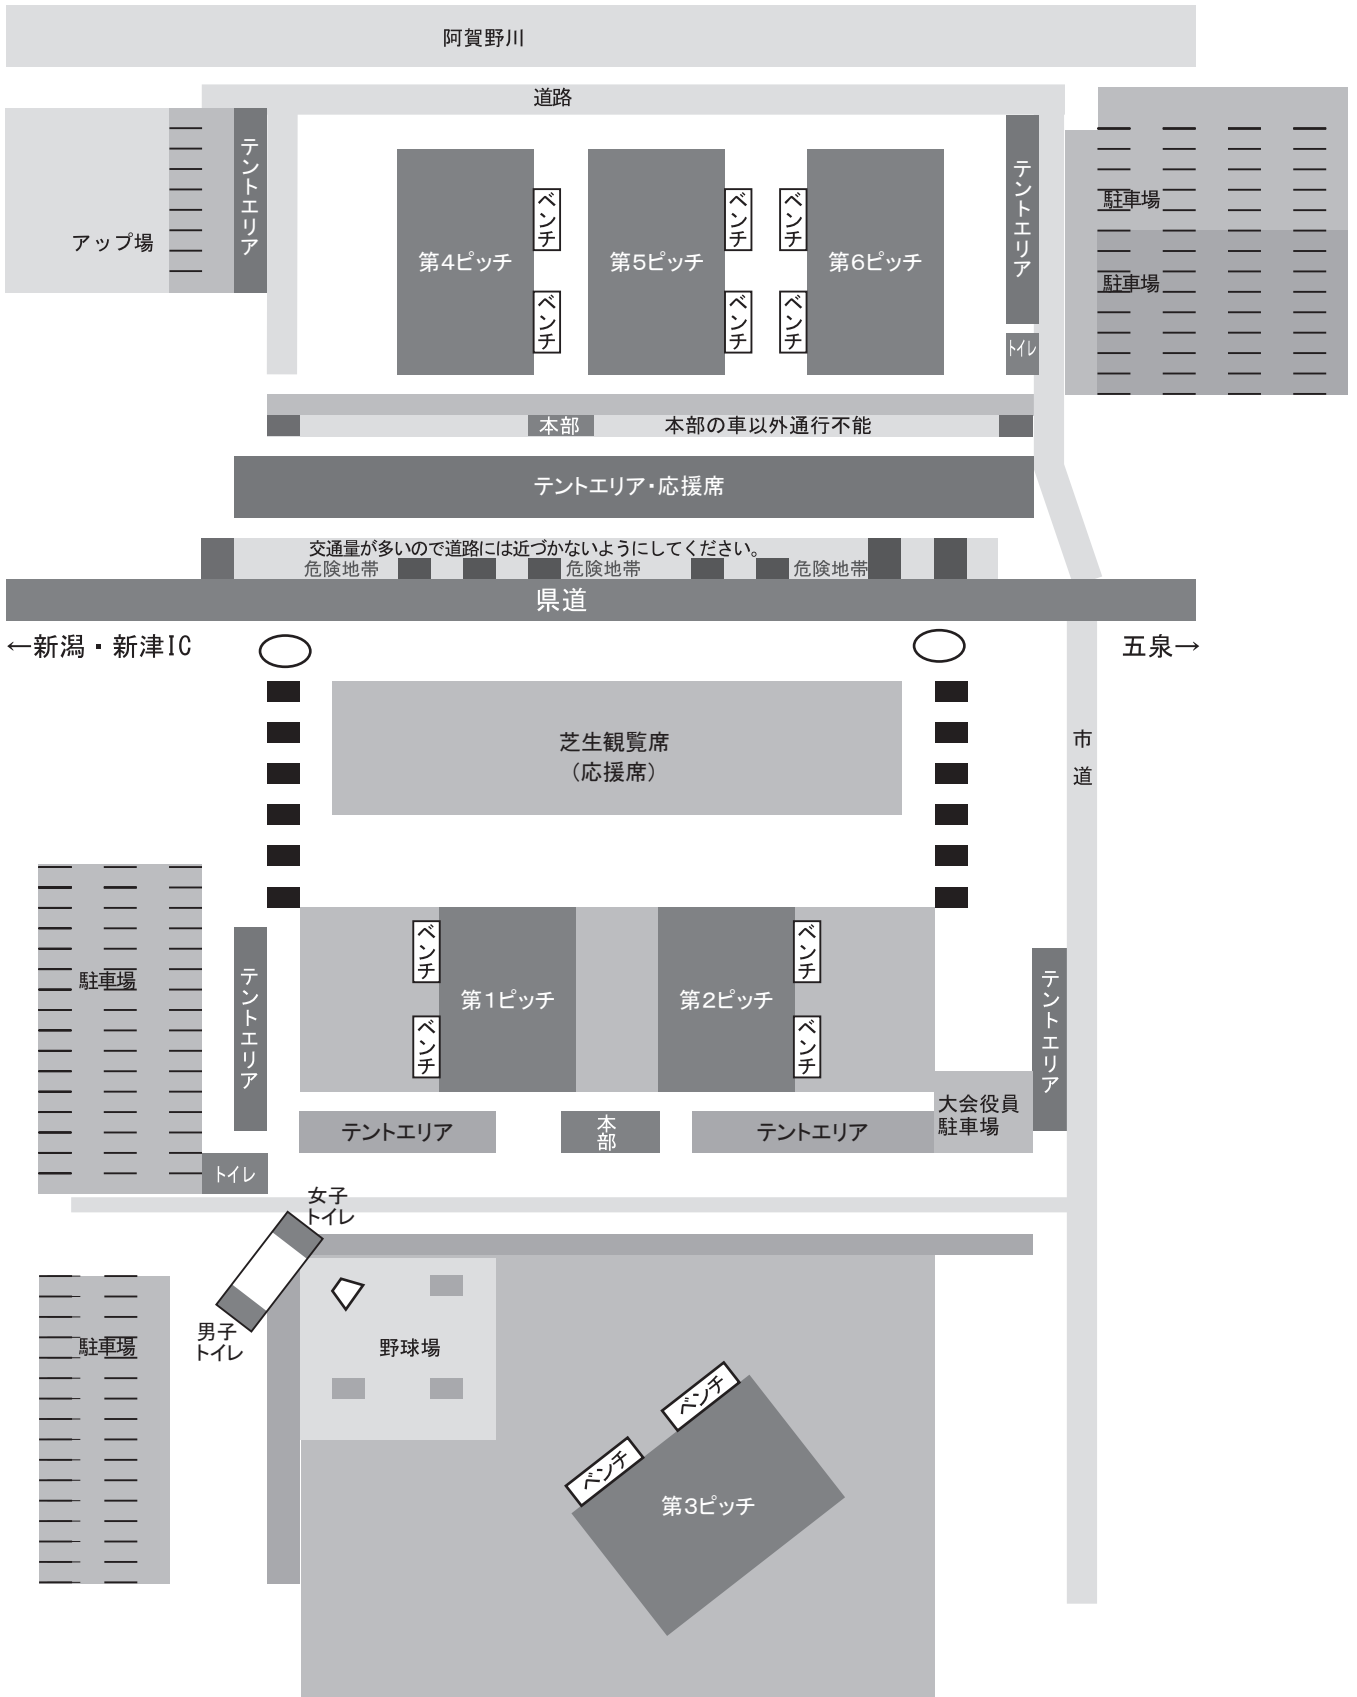 阿賀野川
道路
テントエリア
テントエリア
アップ場
駐車場
駐車場
第4ピッチ
ベンチ
ベンチ
第5ピッチ
ベンチ
ベンチ
ベンチ
ベンチ
第6ピッチ
トイレ
本部
本部の車以外通行不能
テントエリア・応援席
交通量が多いので道路には近づかないようにしてください。
危険地帯
危険地帯
危険地帯
県道
←新潟・新津IC
五泉→
芝生観覧席
（応援席）
市道
駐車場
テントエリア
ベンチ
ベンチ
第1ピッチ
第2ピッチ
ベンチ
ベンチ
テントエリア
テントエリア
本部
テントエリア
大会役員
駐車場
トイレ
女子
トイレ
男子
トイレ
駐車場
野球場
ベンチ
ベンチ
第3ピッチ